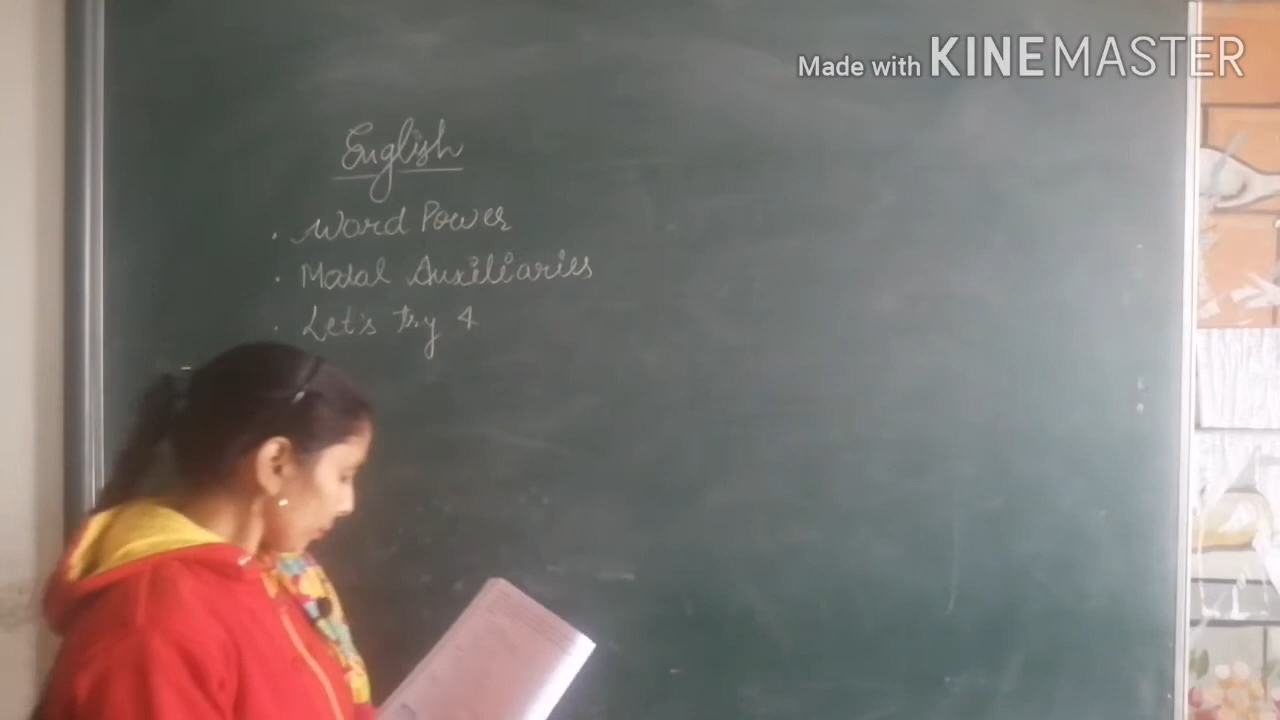 Made with KINEMASTER
English
. Word Power
. Modal Auxiliaries
. Let's try 4